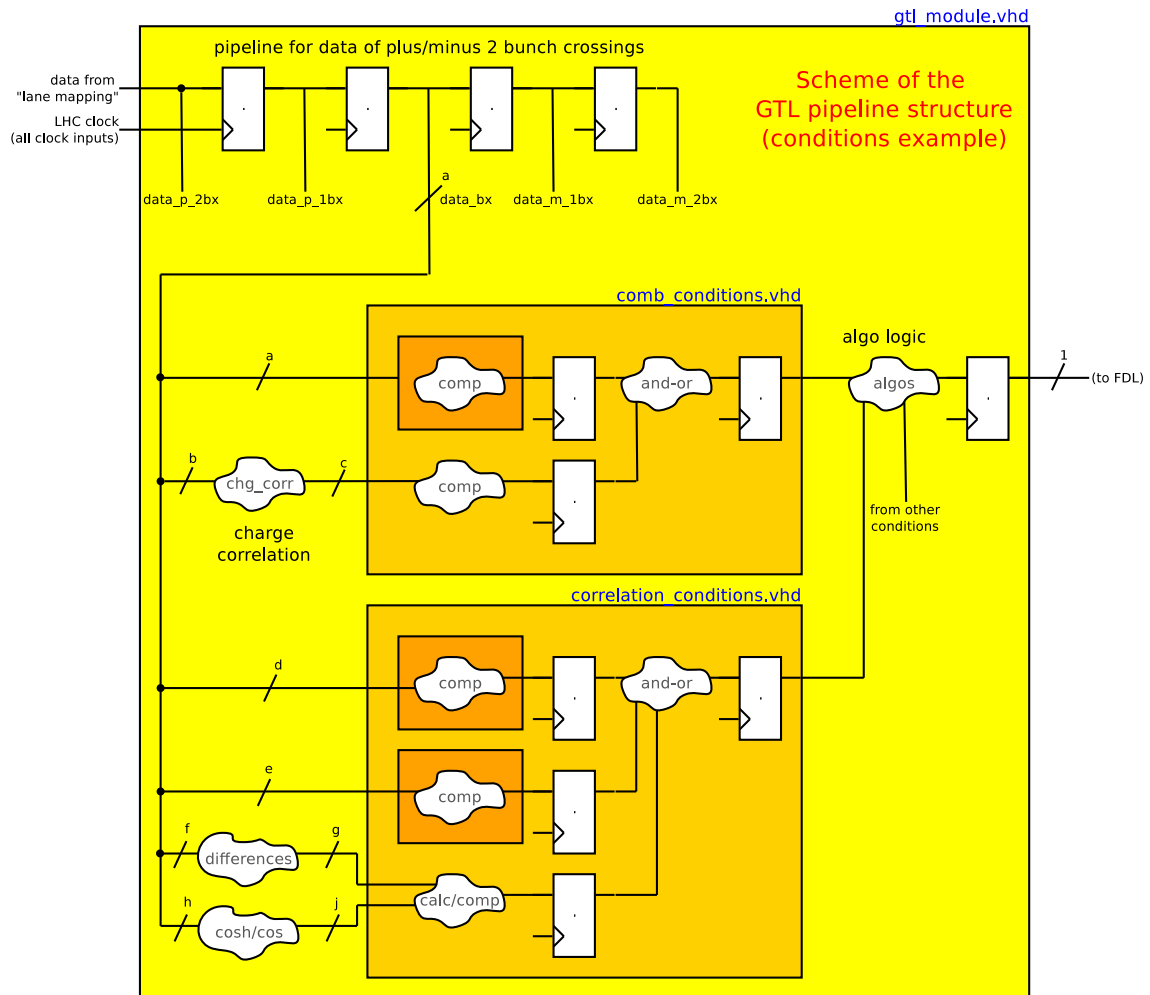 gtl_module.vhd
pipeline for data of plus/minus 2 bunch crossings
data from
"lane mapping"
LHC clock
(all clock inputs)
Scheme of the
GTL pipeline structure
(conditions example)
a
data_p_2bx
data_p_1bx
data_bx
data_m_1bx
data_m_2bx
comb_conditions.vhd
algo logic
a
comp
and-or
algos
1
(to FDL)
b
chg_corr
c
comp
charge
correlation
from other
conditions
correlation_conditions.vhd
d
comp
and-or
e
comp
f
differences
g
h
cosh/cos
j
calc/comp